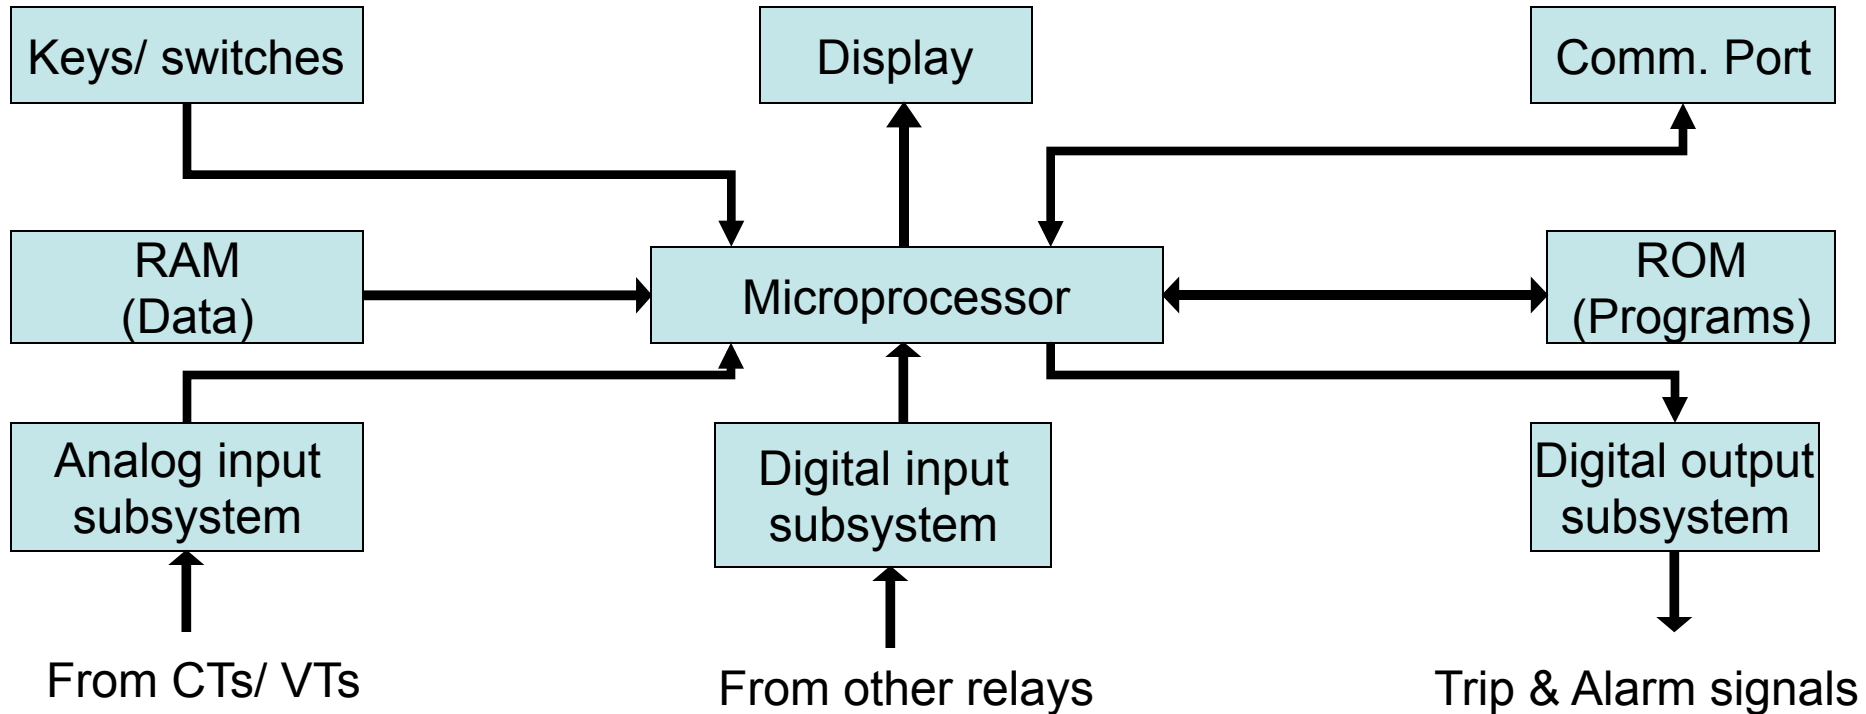 Keys/ switches
Display
Comm. Port
RAM
(Data)
Microprocessor
ROM
(Programs)
Analog input
subsystem
Digital input
subsystem
Digital output
subsystem
From CTs/ VTs
From other relays
Trip & Alarm signals